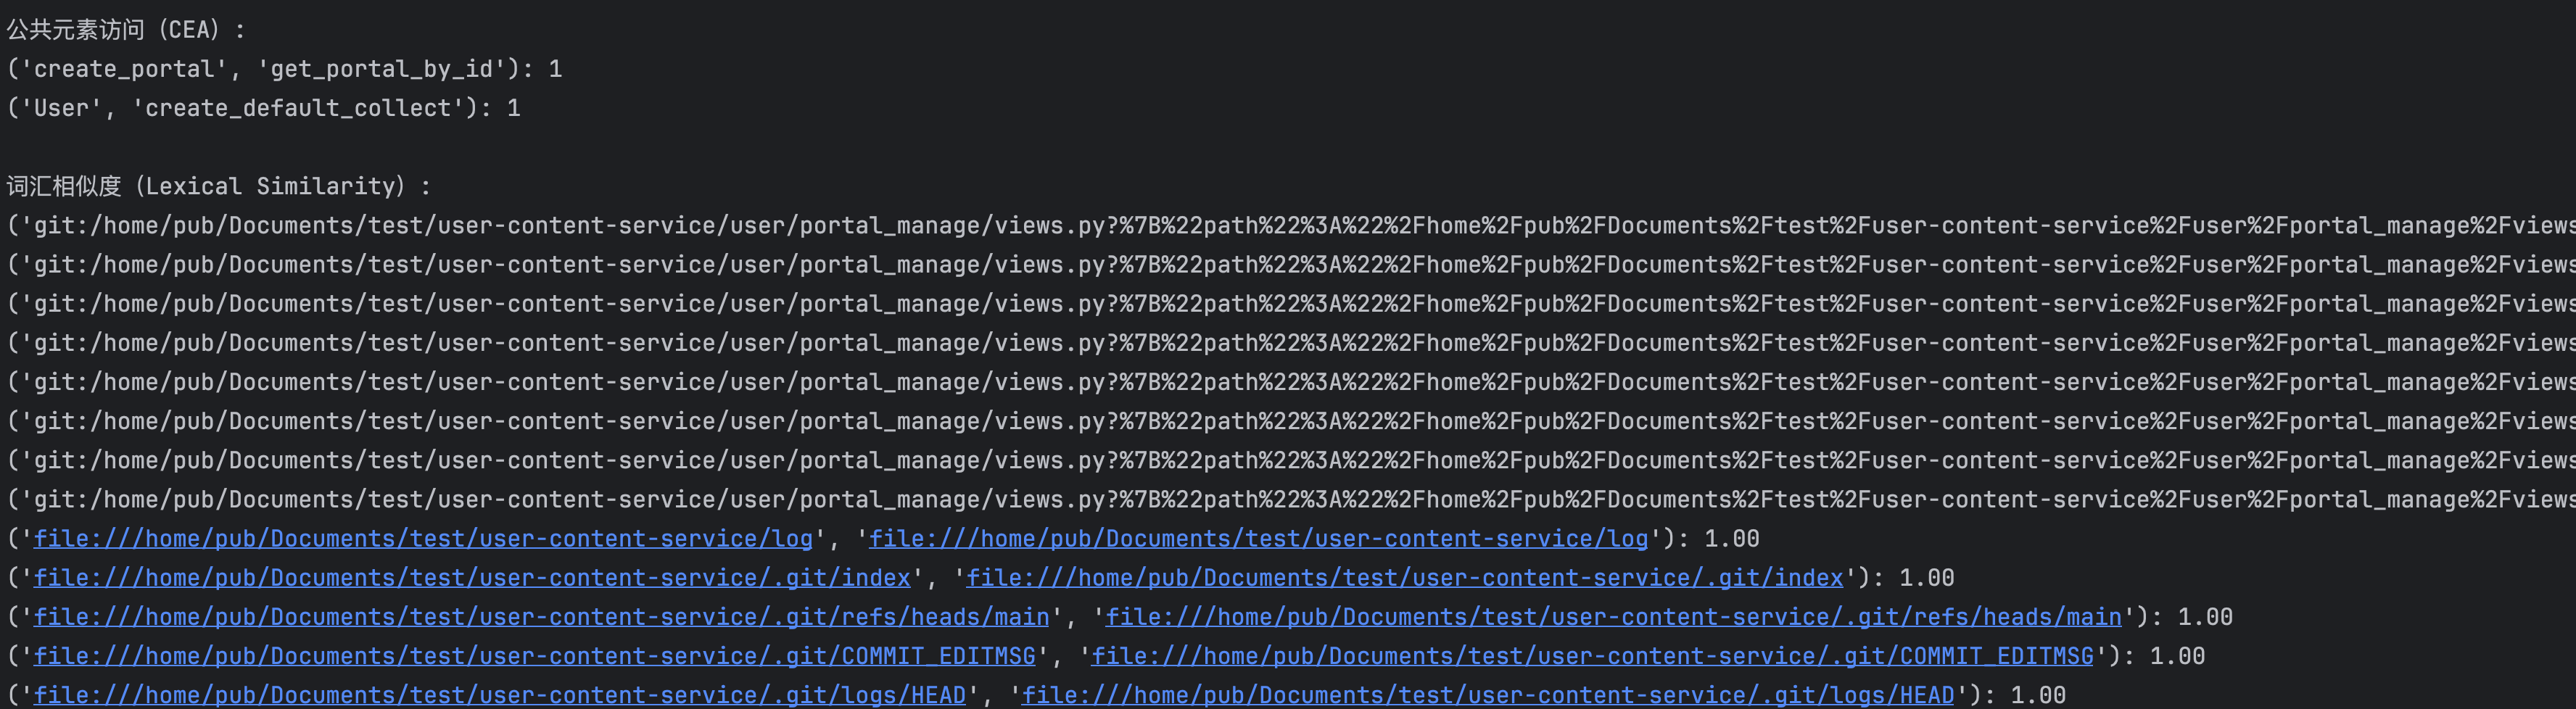 公共元素访问（CEA）:
('create_portal', 'get_portal_by_id'): 1
('User', 'create_default_collect'): 1
词汇相似度（Lexical Similarity）:
('git:/home/pub/Documents/test/user-content-service/user/portal_manage/views.py?%7B%22path%22%3A%22%2Fhome%2Fpub%2FDocuments%2Ftest%2Fuser-content-service%2Fuser%2Fportal_manage%2Fviews
('git:/home/pub/Documents/test/user-content-service/user/portal_manage/views.py?%7B%22path%22%3A%22%2Fhome%2Fpub%2FDocuments%2Ftest%2Fuser-content-service%2Fuser%2Fportal_manage%2Fviews
('git:/home/pub/Documents/test/user-content-service/user/portal_manage/views.py?%7B%22path%22%3A%22%2Fhome%2Fpub%2FDocuments%2Ftest%2Fuser-content-service%2Fuser%2Fportal_manage%2Fviews
('git:/home/pub/Documents/test/user-content-service/user/portal_manage/views.py?%7B%22path%22%3A%22%2Fhome%2Fpub%2FDocuments%2Ftest%2Fuser-content-service%2Fuser%2Fportal_manage%2Fviews
('git:/home/pub/Documents/test/user-content-service/user/portal_manage/views.py?%7B%22path%22%3A%22%2Fhome%2Fpub%2FDocuments%2Ftest%2Fuser-content-service%2Fuser%2Fportal_manage%2Fviews
('git:/home/pub/Documents/test/user-content-service/user/portal_manage/views.py?%7B%22path%22%3A%22%2Fhome%2Fpub%2FDocuments%2Ftest%2Fuser-content-service%2Fuser%2Fportal_manage%2Fviews
('git:/home/pub/Documents/test/user-content-service/user/portal_manage/views.py?%7B%22path%22%3A%22%2Fhome%2Fpub%2FDocuments%2Ftest%2Fuser-content-service%2Fuser%2Fportal_manage%2Fviews
('git:/home/pub/Documents/test/user-content-service/user/portal_manage/views.py?%7B%22path%22%3A%22%2Fhome%2Fpub%2FDocuments%2Ftest%2Fuser-content-service%2Fuser%2Fportal_manage%2Fviews
('file:///home/pub/Documents/test/user-content-service/log', 'file:///home/pub/Documents/test/user-content-service/log'): 1.00
('file:///home/pub/Documents/test/user-content-service/.git/index', 'file:///home/pub/Documents/test/user-content-service/.git/index'): 1.00
('file:///home/pub/Documents/test/user-content-service/.git/refs/heads/main', 'file:///home/pub/Documents/test/user-content-service/.git/refs/heads/main'): 1.00
('file:///home/pub/Documents/test/user-content-service/.git/COMMIT_EDITMSG', 'file:///home/pub/Documents/test/user-content-service/.git/COMMIT_EDITMSG'): 1.00
('file:///home/pub/Documents/test/user-content-service/.git/logs/HEAD', 'file:///home/pub/Documents/test/user-content-service/.git/logs/HEAD'): 1.00